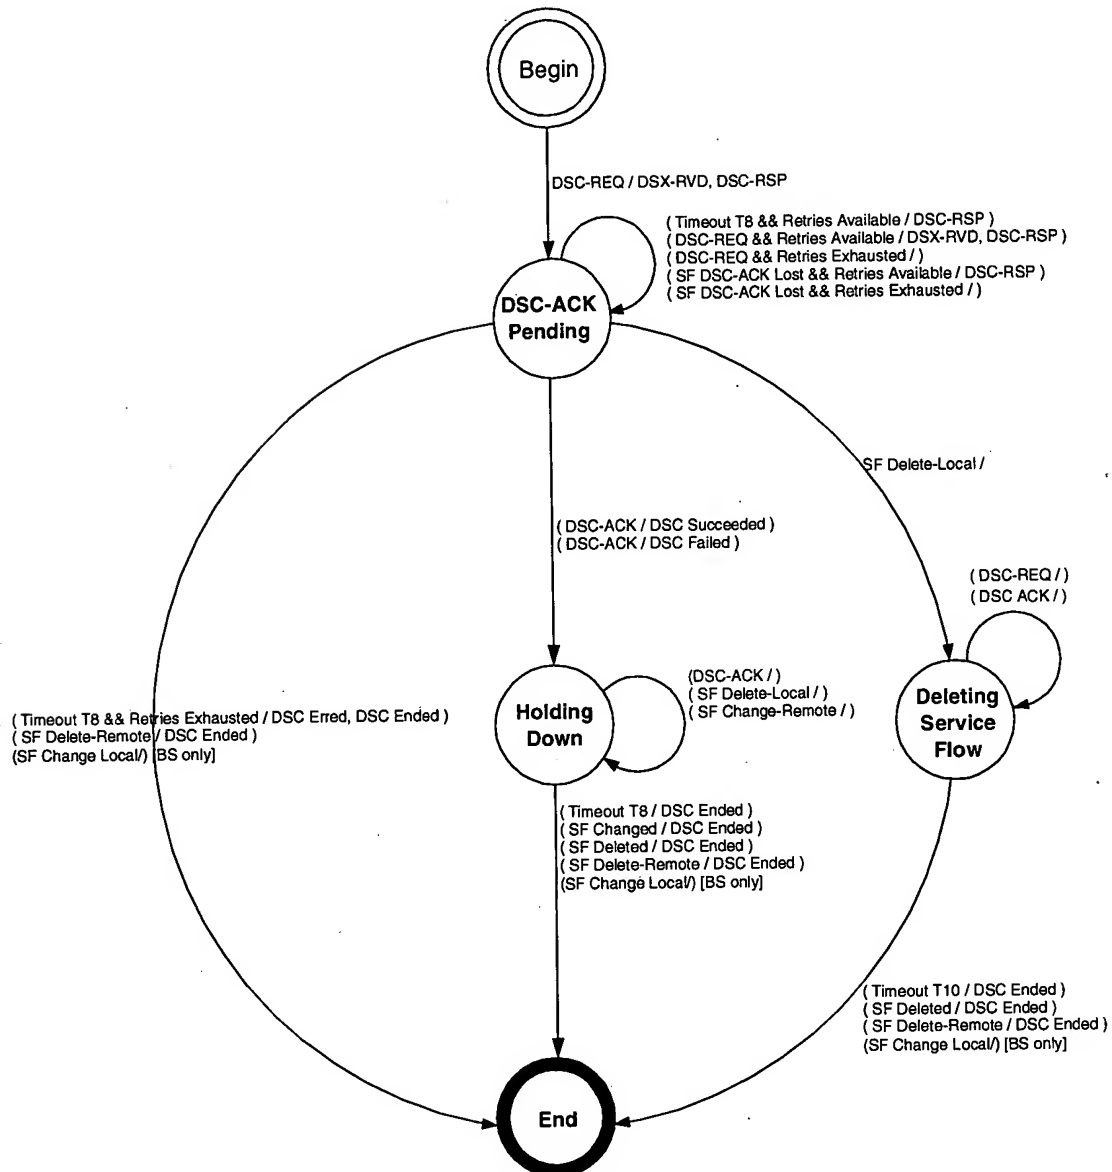 Begin
DSC-REQ / DSX-RVD, DSC-RSP
( Timeout T8 && Retries Available / DSC-RSP )
( DSC-REQ && Retries Available / DSX-RVD, DSC-RSP )
( DSC-REQ && Retries Exhausted / )
( SF DSC-ACK Lost && Retries Available / DSC-RSP )
( SF DSC-ACK Lost && Retries Exhausted / )
DSC-ACK
Pending
SF Delete-Local /
( DSC-ACK / DSC Succeeded )
( DSC-ACK / DSC Failed )
( DSC-REQ / )
( DSC ACK / )
(DSC-ACK / )
( SF Delete-Local / )
( SF Change-Remote / )
Holding
Down
Deleting
Service
Flow
( Timeout T8 && Retries Exhausted / DSC Erred, DSC Ended )
( SF Delete-Remote / DSC Ended )
(SF Change Local/) [BS only]
( Timeout T8 / DSC Ended )
( SF Changed / DSC Ended )
( SF Deleted / DSC Ended )
( SF Delete-Remote / DSC Ended )
(SF Change Local/) [BS only]
( Timeout T10 / DSC Ended )
( SF Deleted / DSC Ended )
( SF Delete-Remote / DSC Ended )
(SF Change Local/) [BS only]
End